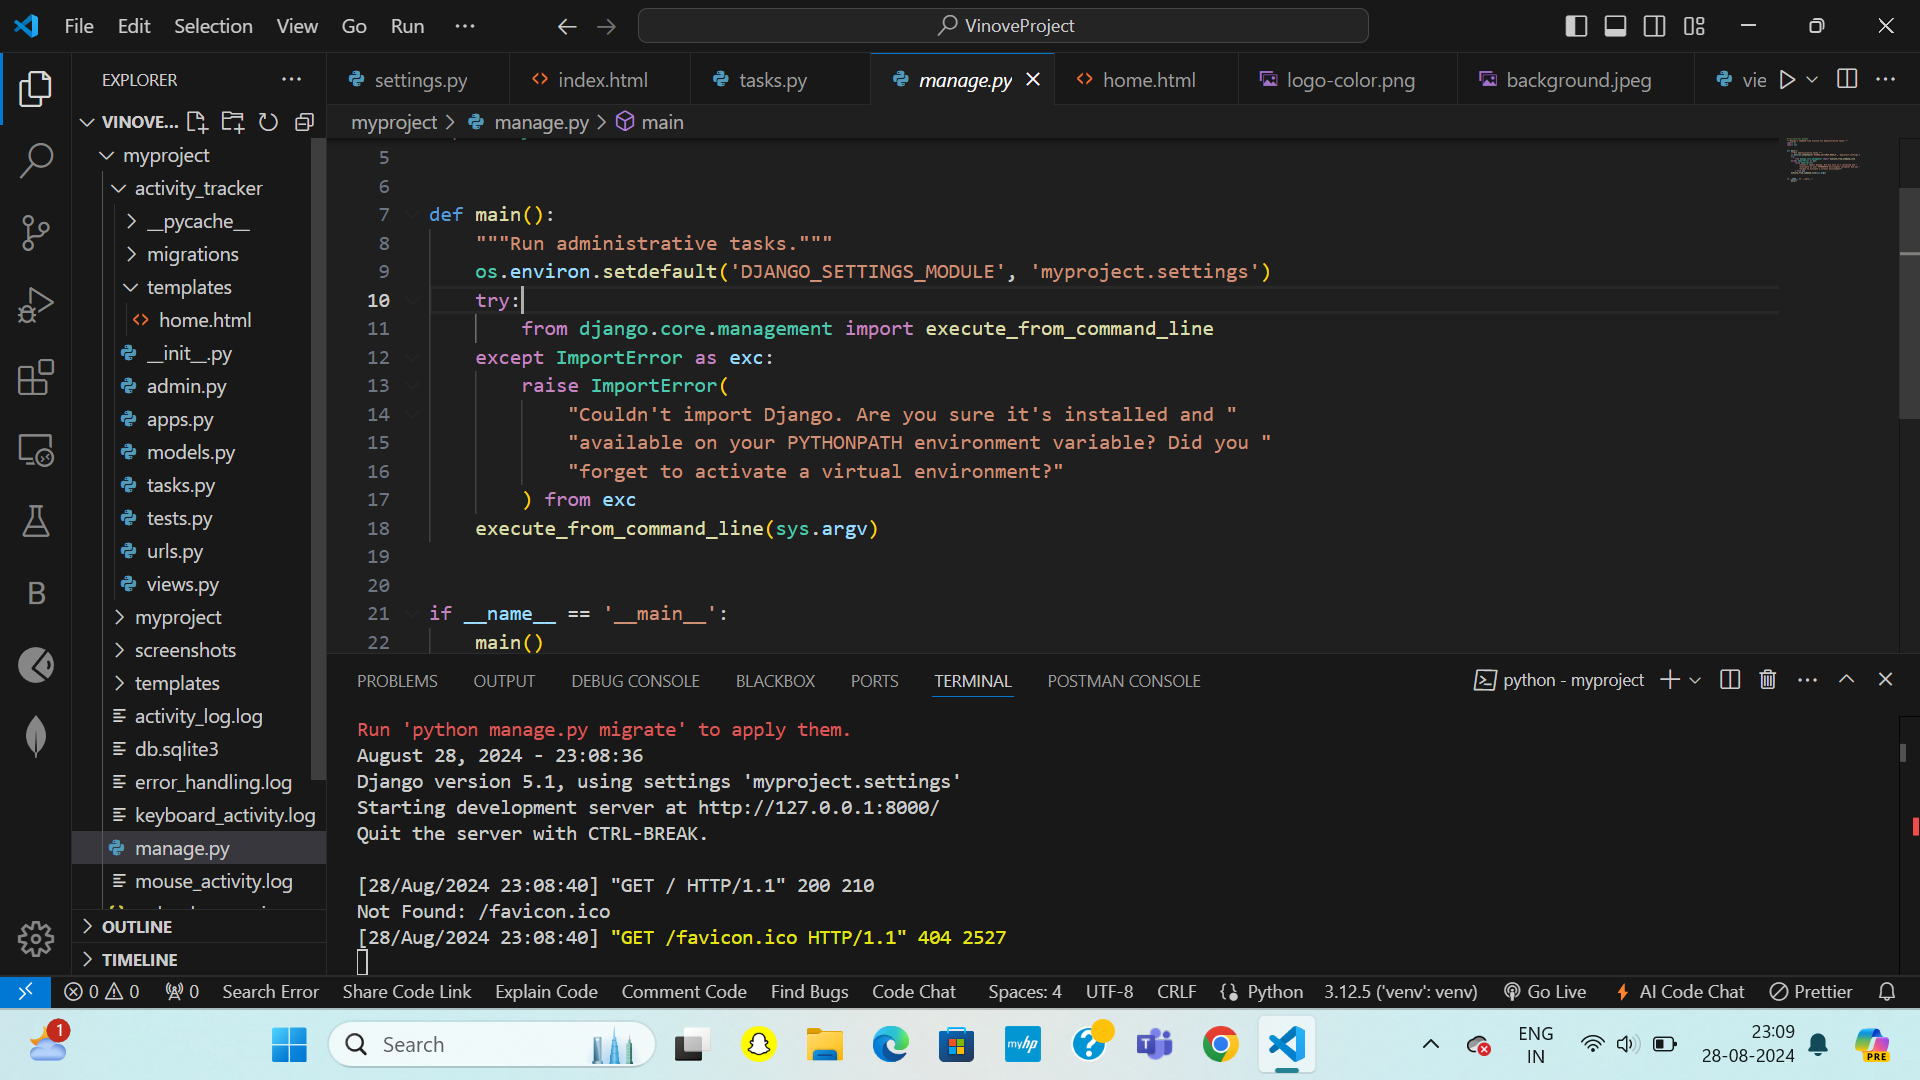 File Edit Selection View Go Run ···
VinoveProject
EXPLORER
settings.py
index.html
tasks.py
manage.py
home.html
logo-color.png
background.jpeg
vie
VINOVE...
myproject > manage.py > main
myproject
activity_tracker
__pycache__
migrations
templates
home.html
__init__.py
admin.py
apps.py
models.py
tasks.py
tests.py
urls.py
views.py
myproject
screenshots
templates
activity_log.log
db.sqlite3
error_handling.log
keyboard_activity.log
manage.py
mouse_activity.log
OUTLINE
TIMELINE
5
6
7 def main():
8 """Run administrative tasks."""
9 os.environ.setdefault('DJANGO_SETTINGS_MODULE', 'myproject.settings')
10 try:
11 from django.core.management import execute_from_command_line
12 except ImportError as exc:
13 raise ImportError(
14 "Couldn't import Django. Are you sure it's installed and "
15 "available on your PYTHONPATH environment variable? Did you "
16 "forget to activate a virtual environment?"
17 ) from exc
18 execute_from_command_line(sys.argv)
19
20
21 if __name__ == '__main__':
22 main()
PROBLEMS OUTPUT DEBUG CONSOLE BLACKBOX PORTS TERMINAL POSTMAN CONSOLE
python - myproject
Run 'python manage.py migrate' to apply them.
August 28, 2024 - 23:08:36
Django version 5.1, using settings 'myproject.settings'
Starting development server at http://127.0.0.1:8000/
Quit the server with CTRL-BREAK.
[28/Aug/2024 23:08:40] "GET / HTTP/1.1" 200 210
Not Found: /favicon.ico
[28/Aug/2024 23:08:40] "GET /favicon.ico HTTP/1.1" 404 2527
0 0 0 Search Error Share Code Link Explain Code Comment Code Find Bugs Code Chat Spaces: 4 UTF-8 CRLF Python 3.12.5 ('venv': venv) Go Live AI Code Chat Prettier
1
Search
myhp
ENG
IN
23:09
28-08-2024
PRE